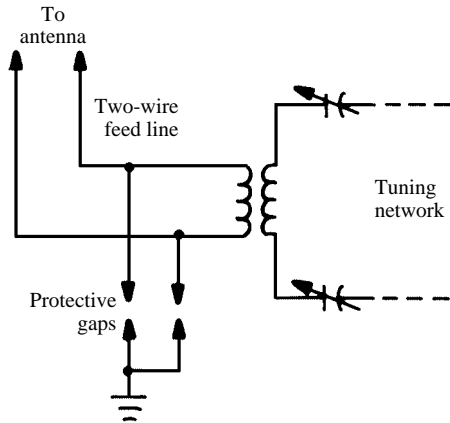 To
antenna
Two-wire
feed line
Tuning
network
Protective
gaps